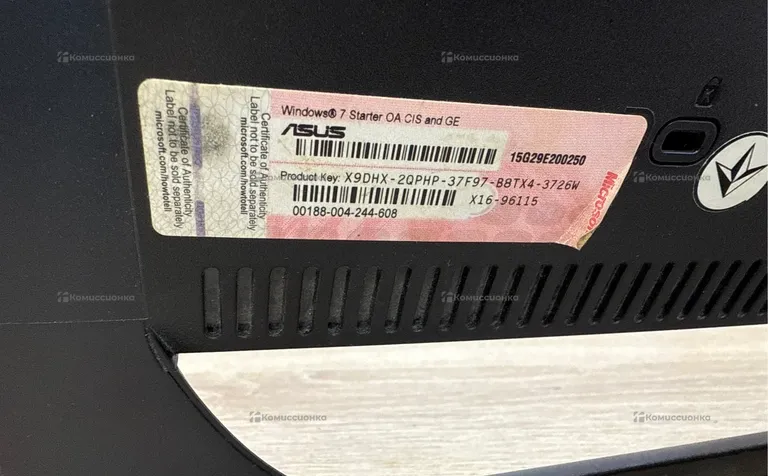 Комиссионка
Комиссионка
Комиссионка
Certificate of Authenticity
Label not to be sold separately
microsoft.com/howtotell
Certificate of Authenticity
Label not to be sold separately
microsoft.com/howtotell
Windows® 7 Starter OA CIS and GE
ASUS
15G29E200250
Product Key: X9DHX-2QPHP-37F97-B8TX4-3726W
X16-96115
00188-004-244-608
Microsof
K
Комиссионка
Комиссионка
Комиссионка
Комиссионка
Комиссионка
Комиссионка